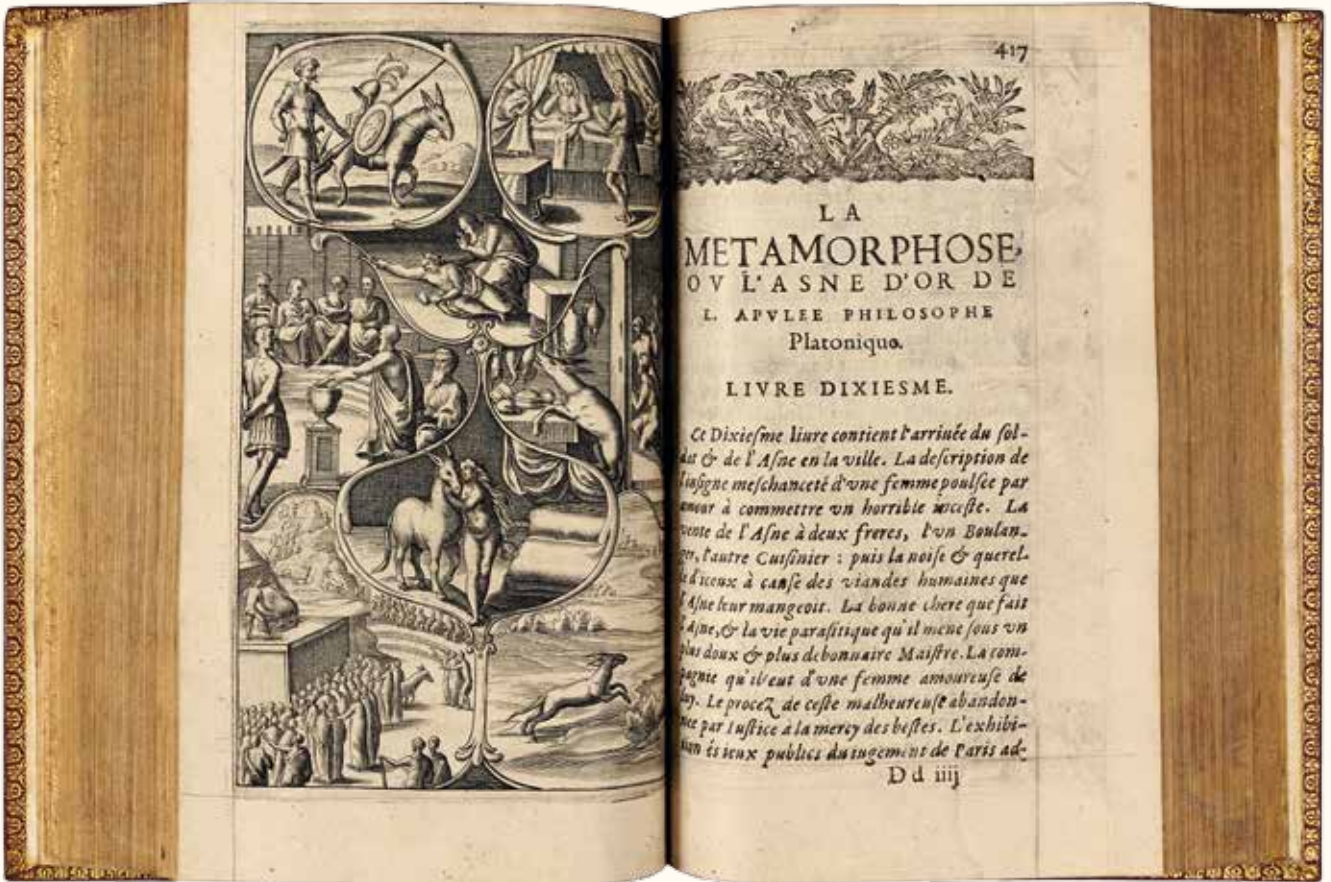 417
LA
METAMORPHOSE,
OV L'ASNE D'OR DE
L. APVLEE PHILOSOPHE
Platonique.
LIVRE DIXIESME.
Ce Dixieſme liure contient l'arriuée du ſol-
dat & de l'Aſne en la ville. La deſcription de
l'inſigne meſchanceté d'vne femme poulſée par
amour à commettre vn horrible inceſte. La
vente de l'Aſne à deux freres, l'vn Boulan-
ger, l'autre Cuiſinier : puis la noiſe & querel-
le d'iceux à cauſe des viandes humaines que
l'Aſne leur mangeoit. La bonne chere que fait
l'Aſne, & la vie paraſitique qu'il mene ſous vn
plus doux & plus debonnaire Maiſtre. La com-
pagnie qu'il eut d'vne femme amoureuſe de
luy. Le procez de ceſte malheureuſe abandon-
nee par Iuſtice à la mercy des beſtes. L'exhibi-
tion és ieux publics du iugement de Paris ad-
Dd iiij